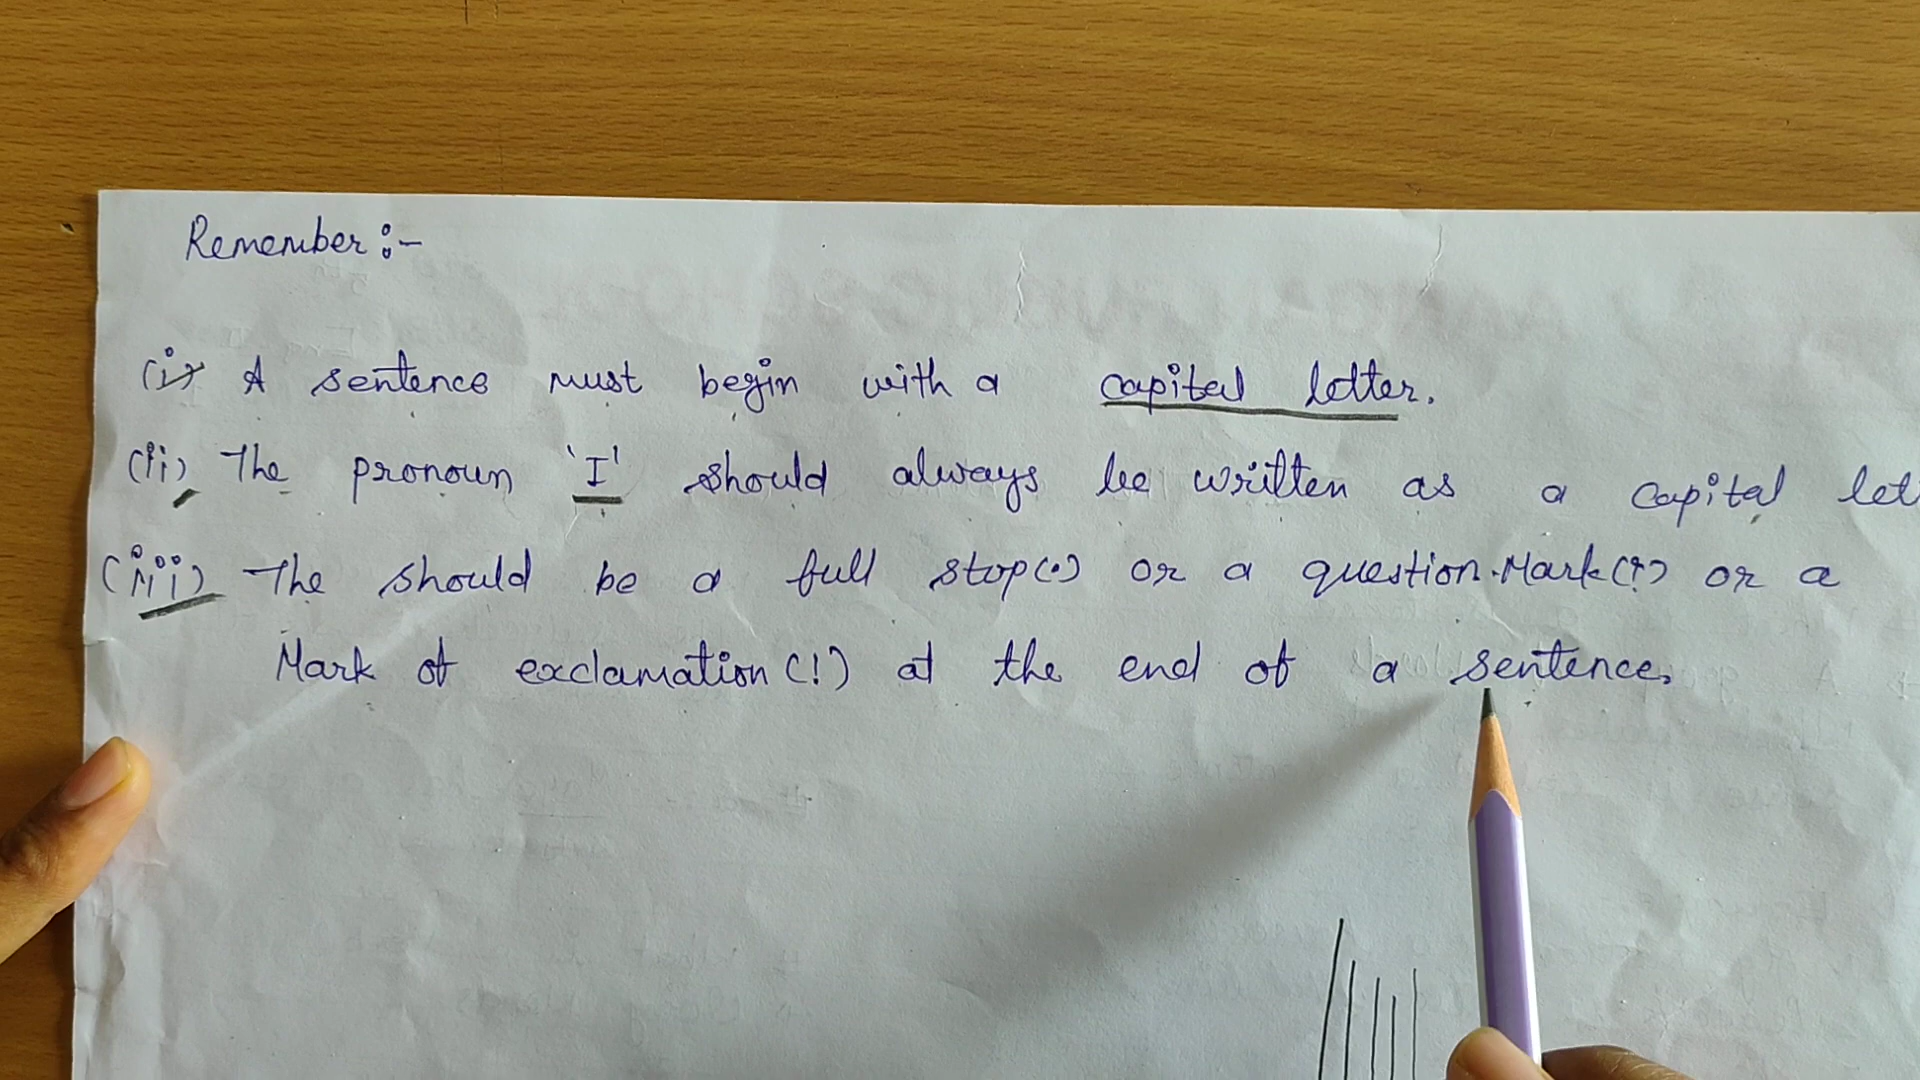 Remember :-
(i) A sentence must begin with a capital letter.
(ii) The pronoun 'I' should always be written as a capital let
(iii) The should be a full stop(.) or a question Mark(?) or a
Mark of exclamation (!) at the end of a sentence.